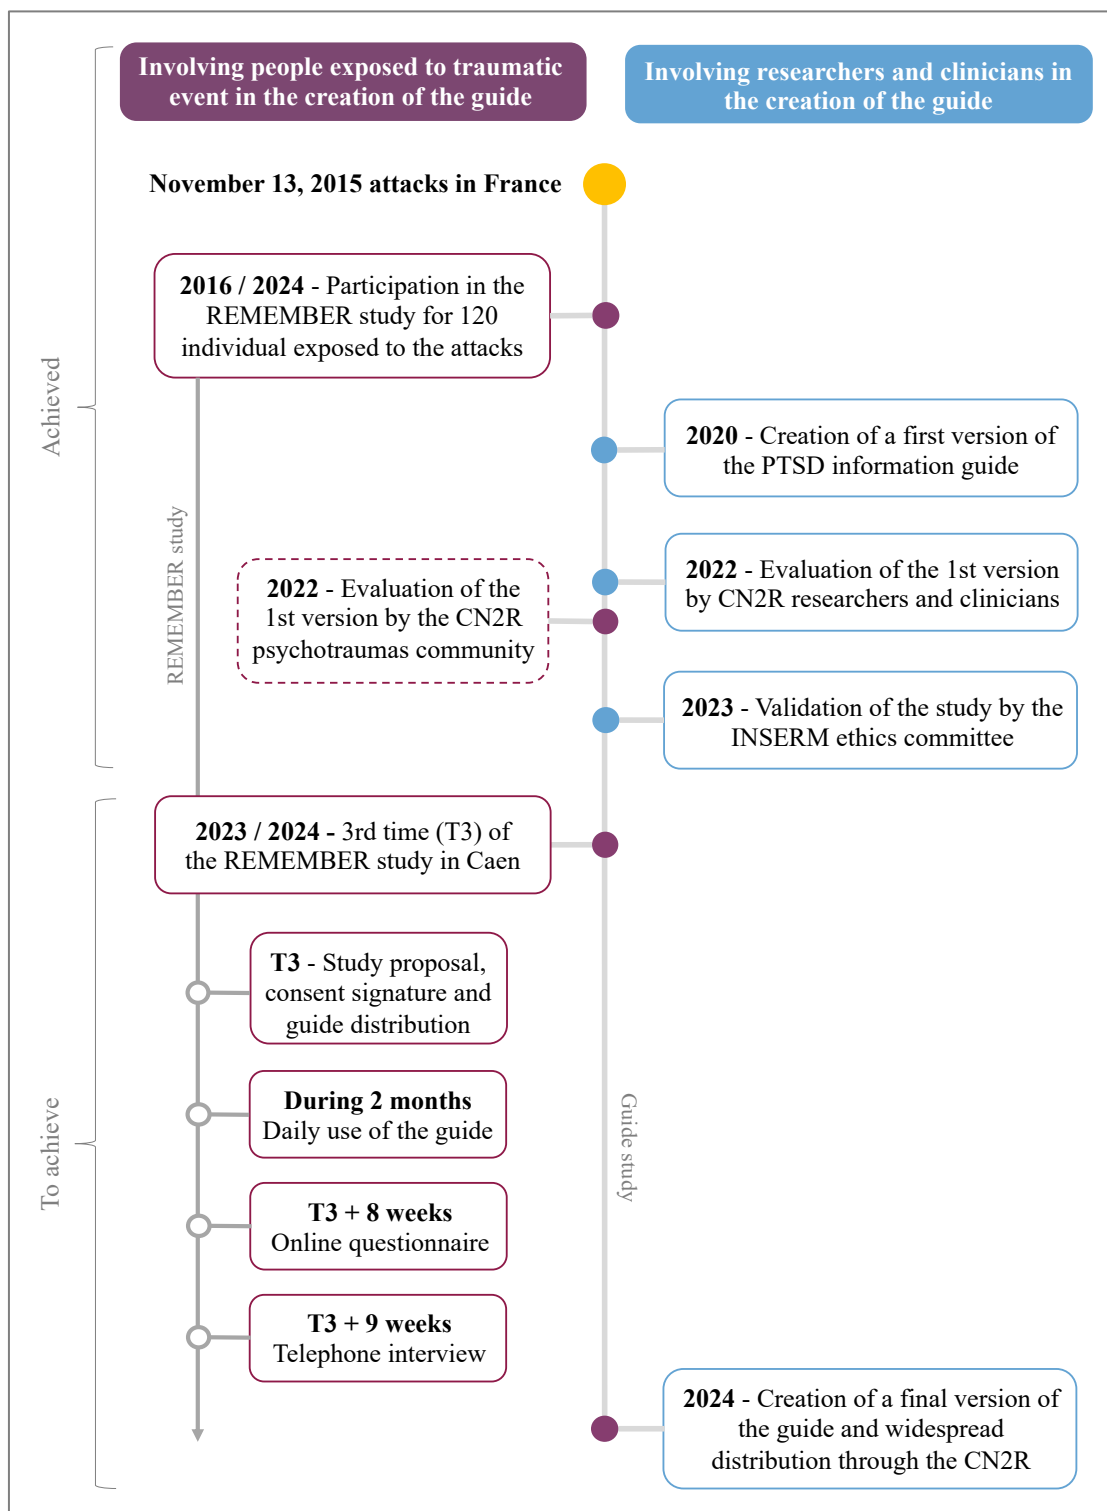 Involving people exposed to traumatic
event in the creation of the guide
Involving researchers and clinicians in
the creation of the guide
November 13, 2015 attacks in France
2016 / 2024 - Participation in the
REMEMBER study for 120
individual exposed to the attacks
Achieved
2020 - Creation of a first version of
the PTSD information guide
REMEMBER study
2022 - Evaluation of the
1st version by the CN2R
psychotraumas community
2022 - Evaluation of the 1st version
by CN2R researchers and clinicians
2023 - Validation of the study by the
INSERM ethics committee
2023 / 2024 - 3rd time (T3) of
the REMEMBER study in Caen
T3 - Study proposal,
consent signature and
guide distribution
To achieve
During 2 months
Daily use of the guide
Guide study
T3 + 8 weeks
Online questionnaire
T3 + 9 weeks
Telephone interview
2024 - Creation of a final version of
the guide and widespread
distribution through the CN2R